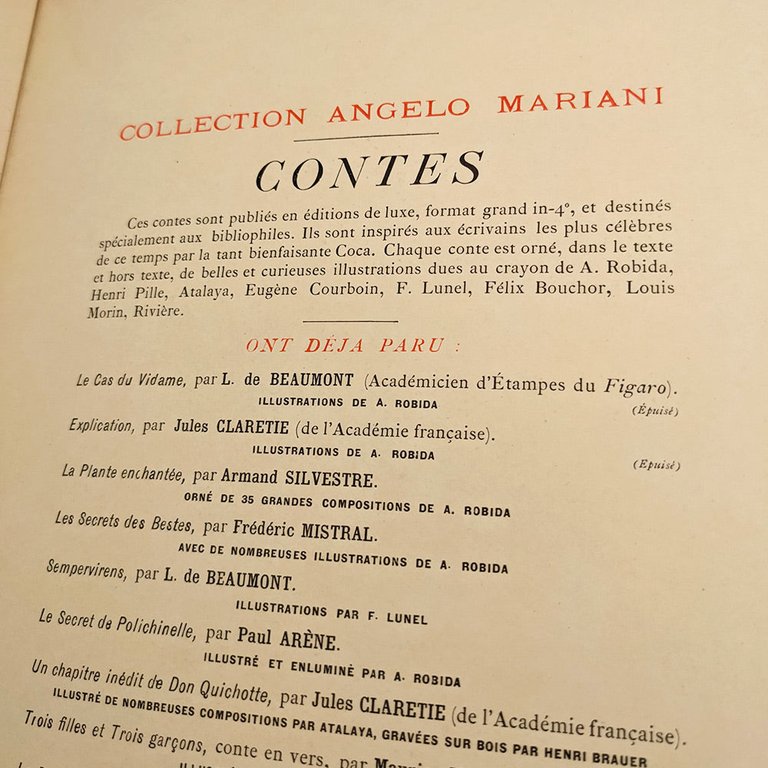 COLLECTION ANGELO MARIANI
CONTES
Ces contes sont publiés en éditions de luxe, format grand in-4°, et destinés
spécialement aux bibliophiles. Ils sont inspirés aux écrivains les plus célèbres
de ce temps par la tant bienfaisante Coca. Chaque conte est orné, dans le texte
et hors texte, de belles et curieuses illustrations dues au crayon de A. Robida,
Henri Pille, Atalaya, Eugène Courboin, F. Lunel, Félix Bouchor, Louis
Morin, Rivière.
ONT DÉJA PARU :
Le Cas du Vidame, par L. de BEAUMONT (Académicien d'Étampes du Figaro).
ILLUSTRATIONS DE A. ROBIDA (Épuisé)
Explication, par Jules CLARETIE (de l'Académie française).
ILLUSTRATIONS DE A. ROBIDA (Epuisé)
La Plante enchantée, par Armand SILVESTRE.
ORNÉ DE 35 GRANDES COMPOSITIONS DE A. ROBIDA
Les Secrets des Bestes, par Frédéric MISTRAL.
AVEC DE NOMBREUSES ILLUSTRATIONS DE A. ROBIDA
Sempervirens, par L. de BEAUMONT.
ILLUSTRATIONS PAR F. LUNEL
Le Secret de Polichinelle, par Paul ARÈNE.
ILLUSTRÉ ET ENLUMINÉ PAR A. ROBIDA
Un chapitre inédit de Don Quichotte, par Jules CLARETIE (de l'Académie française).
ILLUSTRÉ DE NOMBREUSES COMPOSITIONS PAR ATALAYA, GRAVÉES SUR BOIS PAR HENRI BRAUER
Trois filles et Trois garçons, conte en vers, par